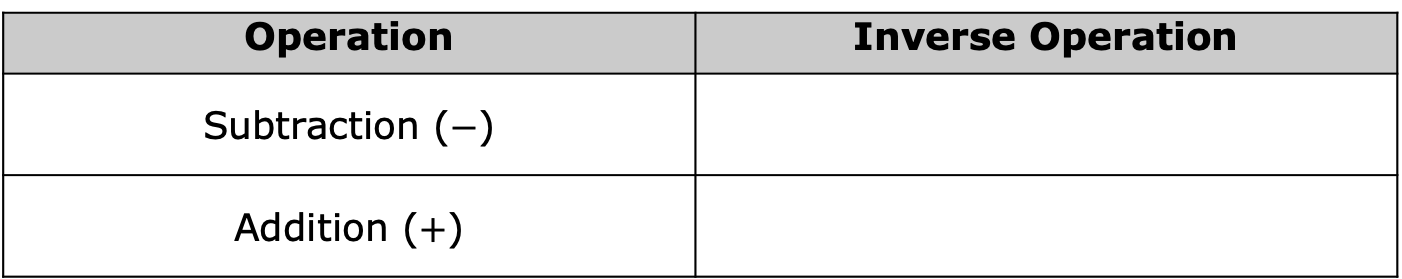 Operation Inverse Operation
Subtraction (−)
Addition (+)